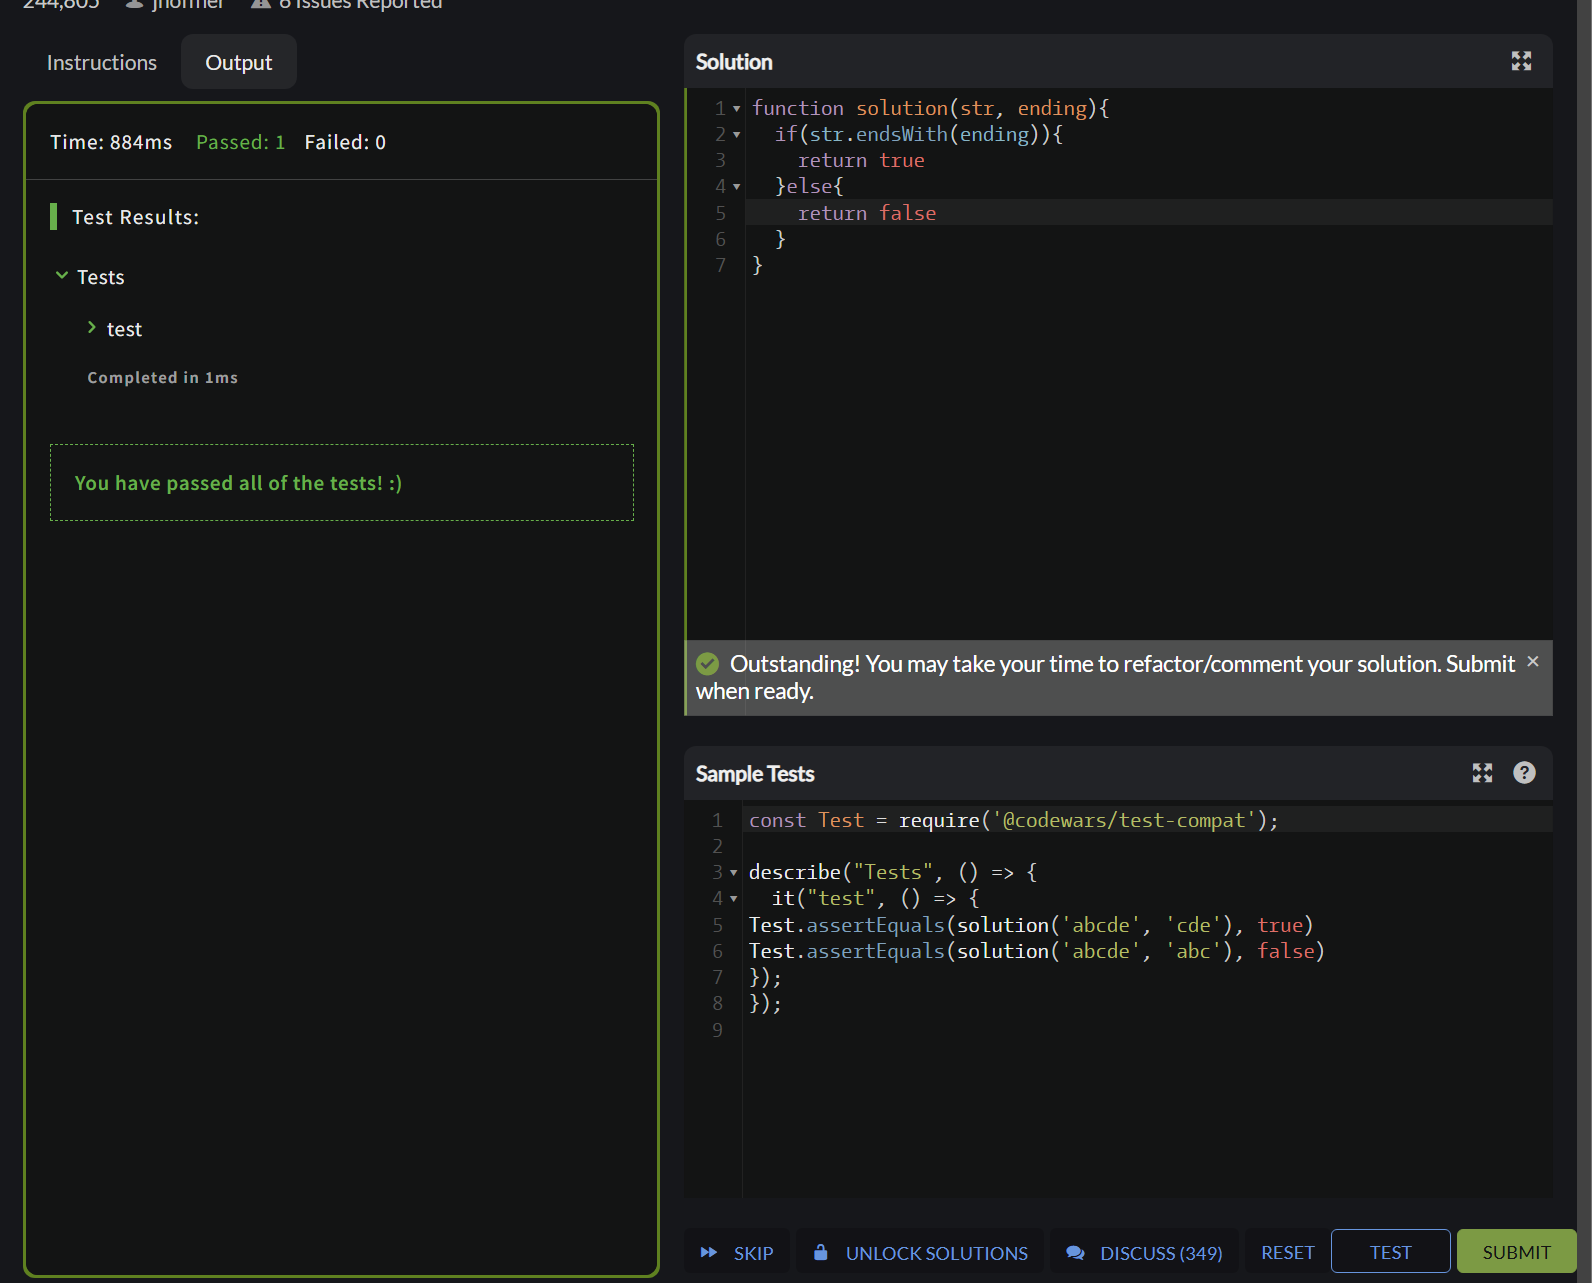 244,805 jhoffner 6 Issues Reported
Instructions
Output
Time: 884ms Passed: 1 Failed: 0
Test Results:
Tests
test
Completed in 1ms
You have passed all of the tests! :)
Solution
1 function solution(str, ending){
2 if(str.endsWith(ending)){
3 return true
4 }else{
5 return false
6 }
7 }
Outstanding! You may take your time to refactor/comment your solution. Submit
when ready.
Sample Tests
1 const Test = require('@codewars/test-compat');
2
3 describe("Tests", () => {
4 it("test", () => {
5 Test.assertEquals(solution('abcde', 'cde'), true)
6 Test.assertEquals(solution('abcde', 'abc'), false)
7 });
8 });
9
SKIP
UNLOCK SOLUTIONS
DISCUSS (349)
RESET
TEST
SUBMIT